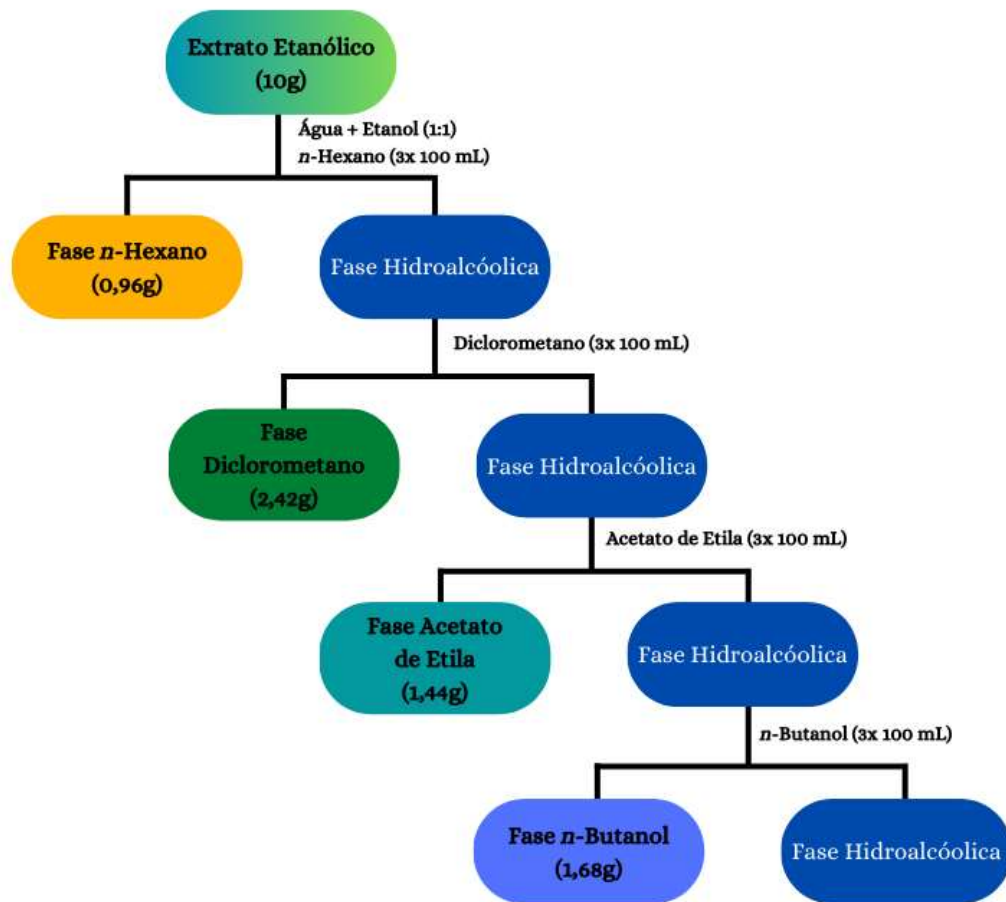 Extrato Etanólico
(10g)
Água + Etanol (1:1)
n-Hexano (3x 100 mL)
Fase n-Hexano
(0,96g)
Fase Hidroalcóolica
Diclorometano (3x 100 mL)
Fase
Diclorometano
(2,42g)
Fase Hidroalcóolica
Acetato de Etila (3x 100 mL)
Fase Acetato
de Etila
(1,44g)
Fase Hidroalcóolica
n-Butanol (3x 100 mL)
Fase n-Butanol
(1,68g)
Fase Hidroalcóolica